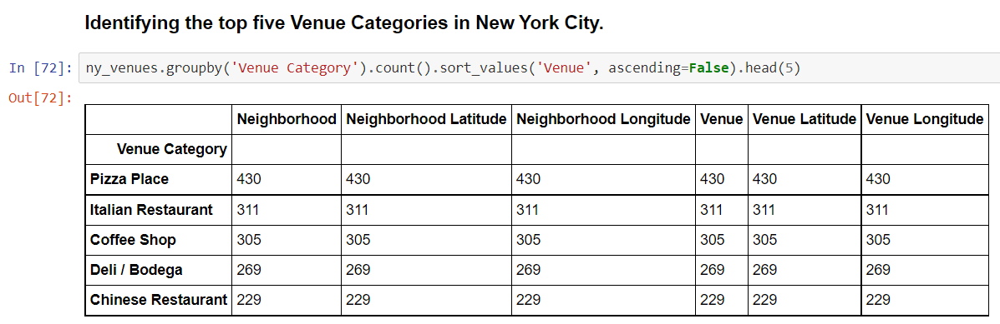 Identifying the top five Venue Categories in New York City.
In [72]: ny_venues.groupby('Venue Category').count().sort_values('Venue', ascending=False).head(5)
Out[72]:
Neighborhood Neighborhood Latitude Neighborhood Longitude Venue Venue Latitude Venue Longitude
Venue Category
Pizza Place 430 430 430 430 430 430
Italian Restaurant 311 311 311 311 311 311
Coffee Shop 305 305 305 305 305 305
Deli / Bodega 269 269 269 269 269 269
Chinese Restaurant 229 229 229 229 229 229